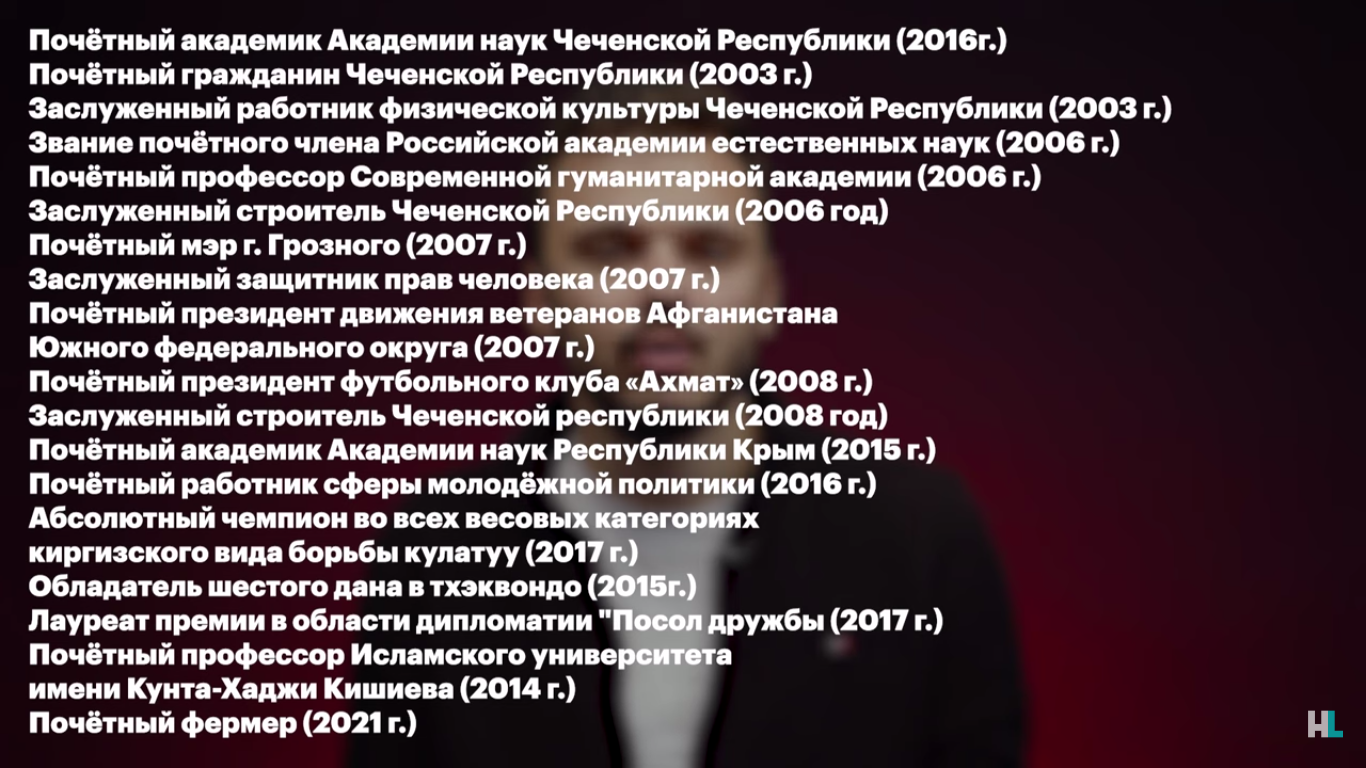 Почётный академик Академии наук Чеченской Республики (2016г.)
Почётный гражданин Чеченской Республики (2003 г.)
Заслуженный работник физической культуры Чеченской Республики (2003 г.)
Звание почётного члена Российской академии естественных наук (2006 г.)
Почётный профессор Современной гуманитарной академии (2006 г.)
Заслуженный строитель Чеченской Республики (2006 год)
Почётный мэр г. Грозного (2007 г.)
Заслуженный защитник прав человека (2007 г.)
Почётный президент движения ветеранов Афганистана
Южного федерального округа (2007 г.)
Почётный президент футбольного клуба «Ахмат» (2008 г.)
Заслуженный строитель Чеченской республики (2008 год)
Почётный академик Академии наук Республики Крым (2015 г.)
Почётный работник сферы молодёжной политики (2016 г.)
Абсолютный чемпион во всех весовых категориях
киргизского вида борьбы кулатуу (2017 г.)
Обладатель шестого дана в тхэквондо (2015г.)
Лауреат премии в области дипломатии "Посол дружбы (2017 г.)
Почётный профессор Исламского университета
имени Кунта-Хаджи Кишиева (2014 г.)
Почётный фермер (2021 г.)
HL